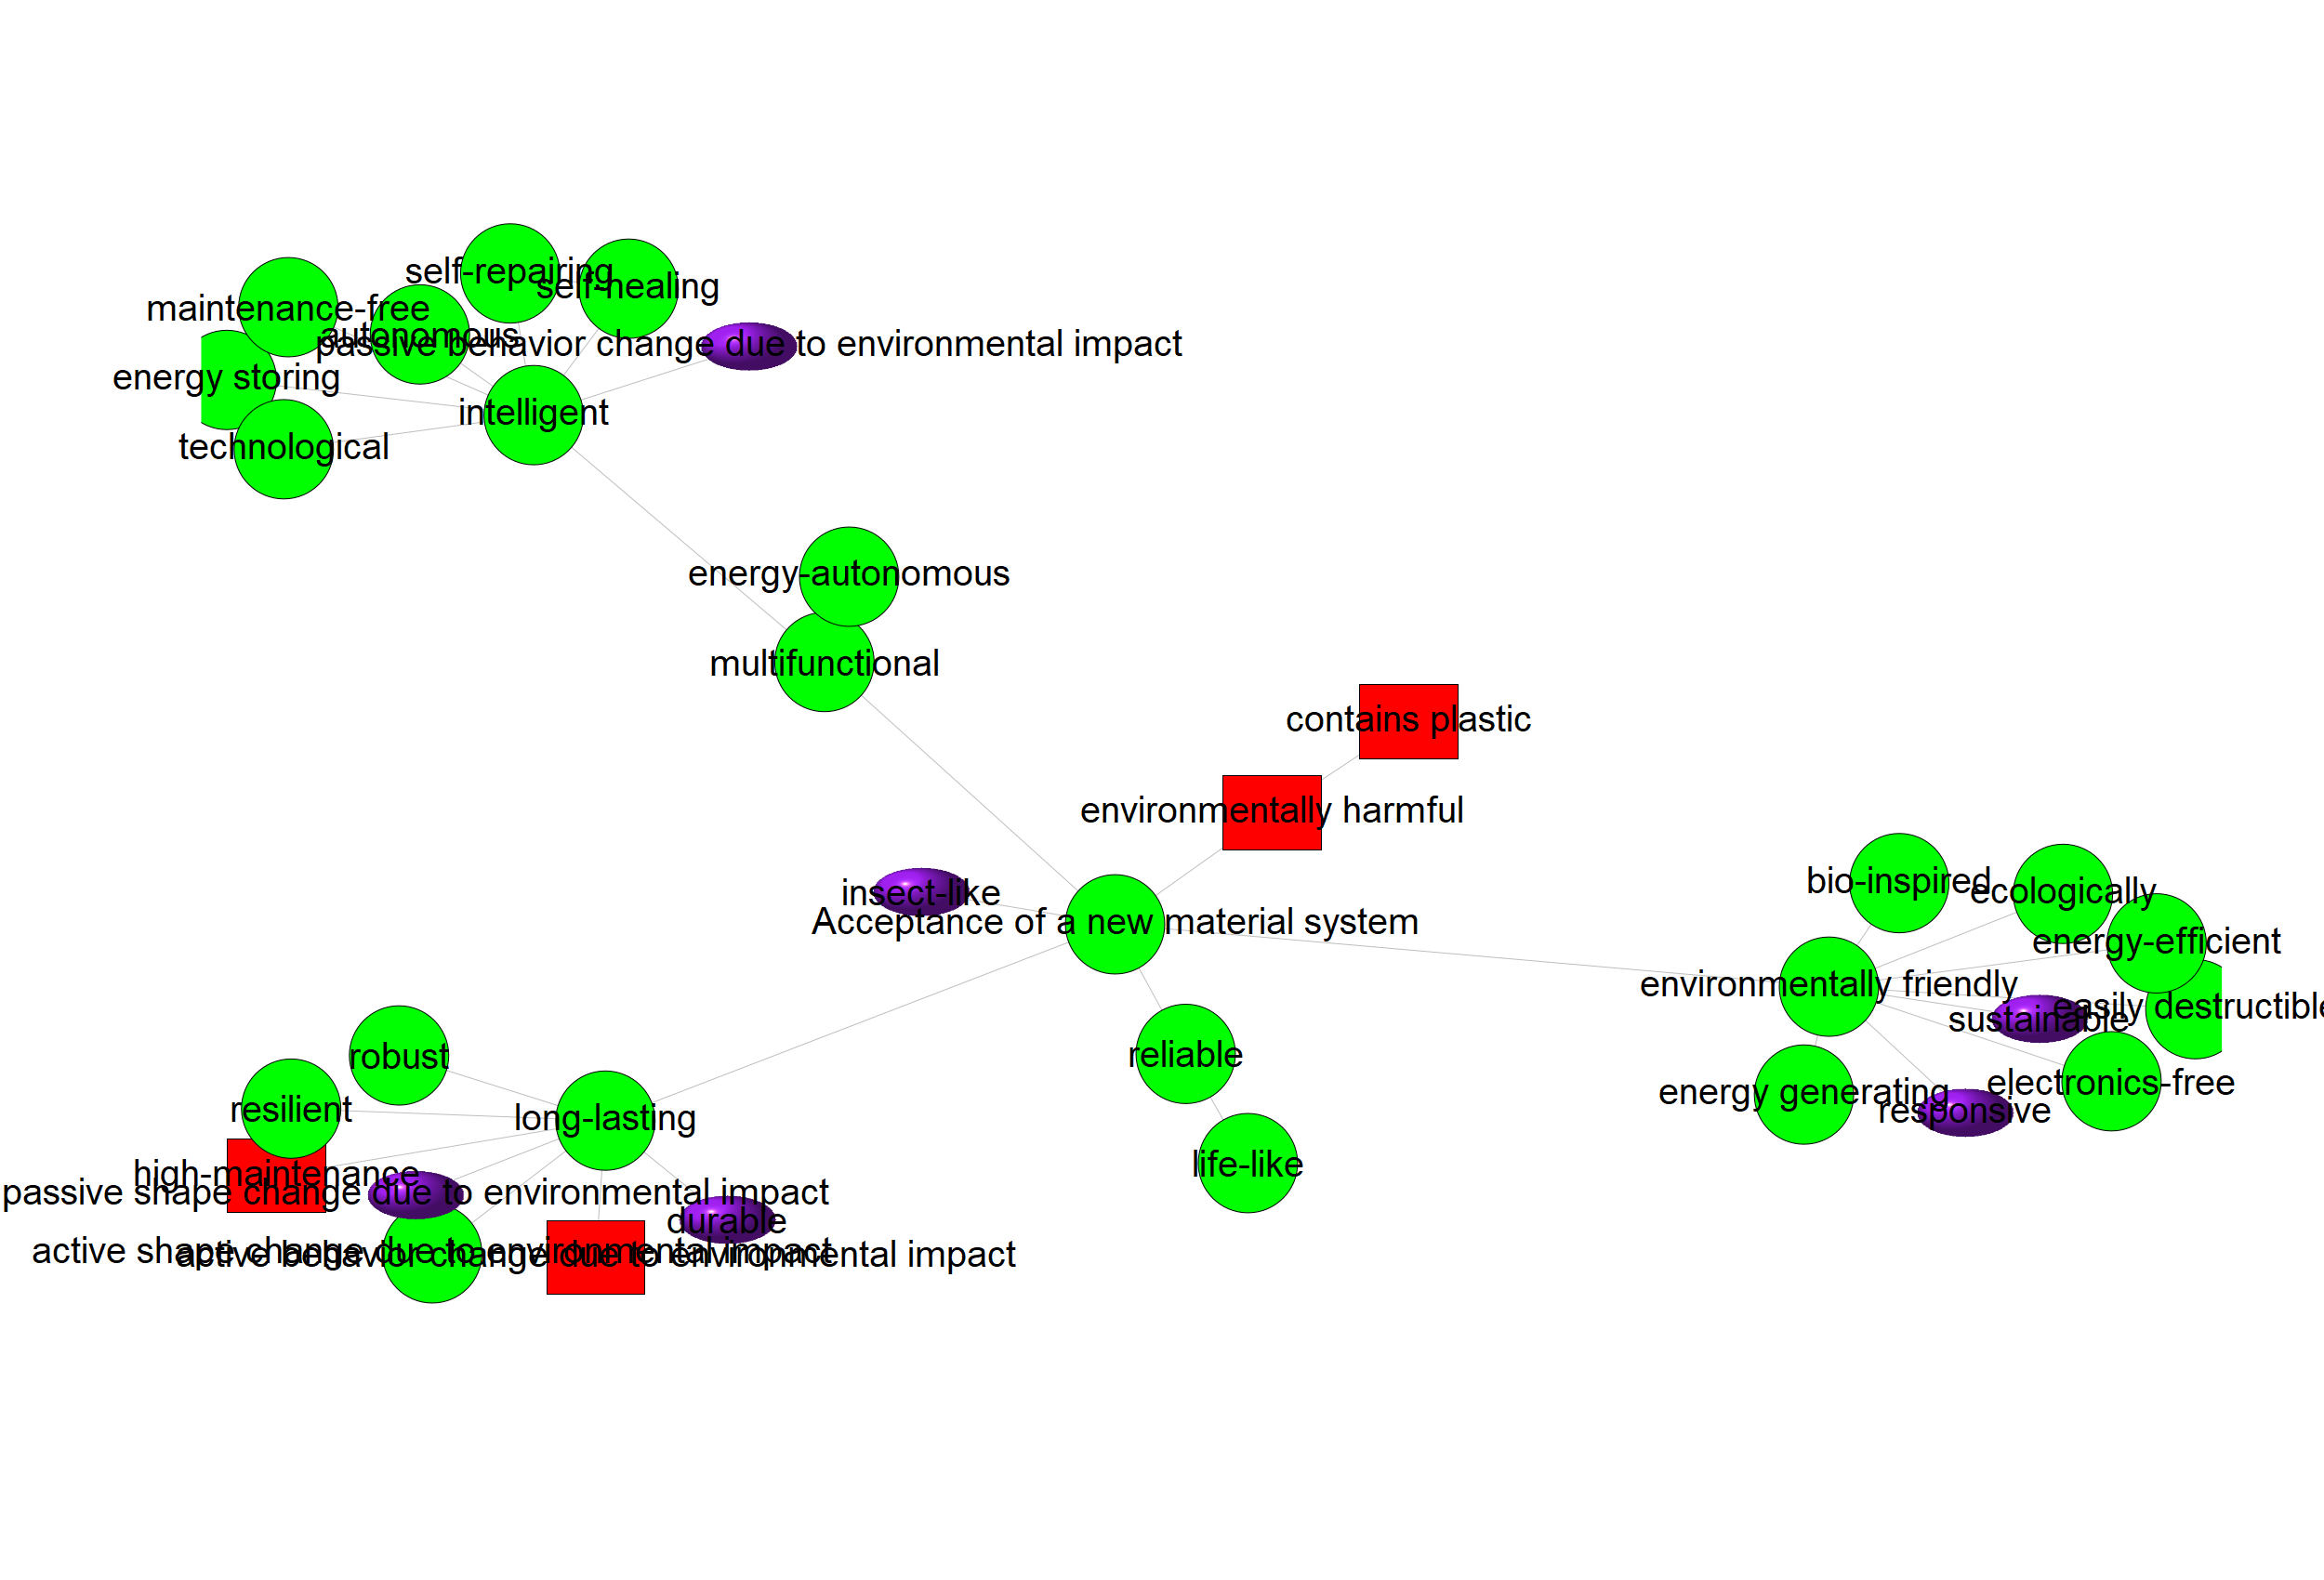 self-repairing
self-healing
maintenance-free
autonomous
passive behavior change due to environmental impact
energy storing
intelligent
technological
energy-autonomous
multifunctional
contains plastic
environmentally harmful
insect-like
Acceptance of a new material system
bio-inspired
ecologically
energy-efficient
environmentally friendly
easily destructible
sustainable
robust
reliable
electronics-free
energy generating
responsive
resilient
long-lasting
life-like
high-maintenance
passive shape change due to environmental impact
durable
active shape change due to environmental impact
active behavior change due to environmental impact